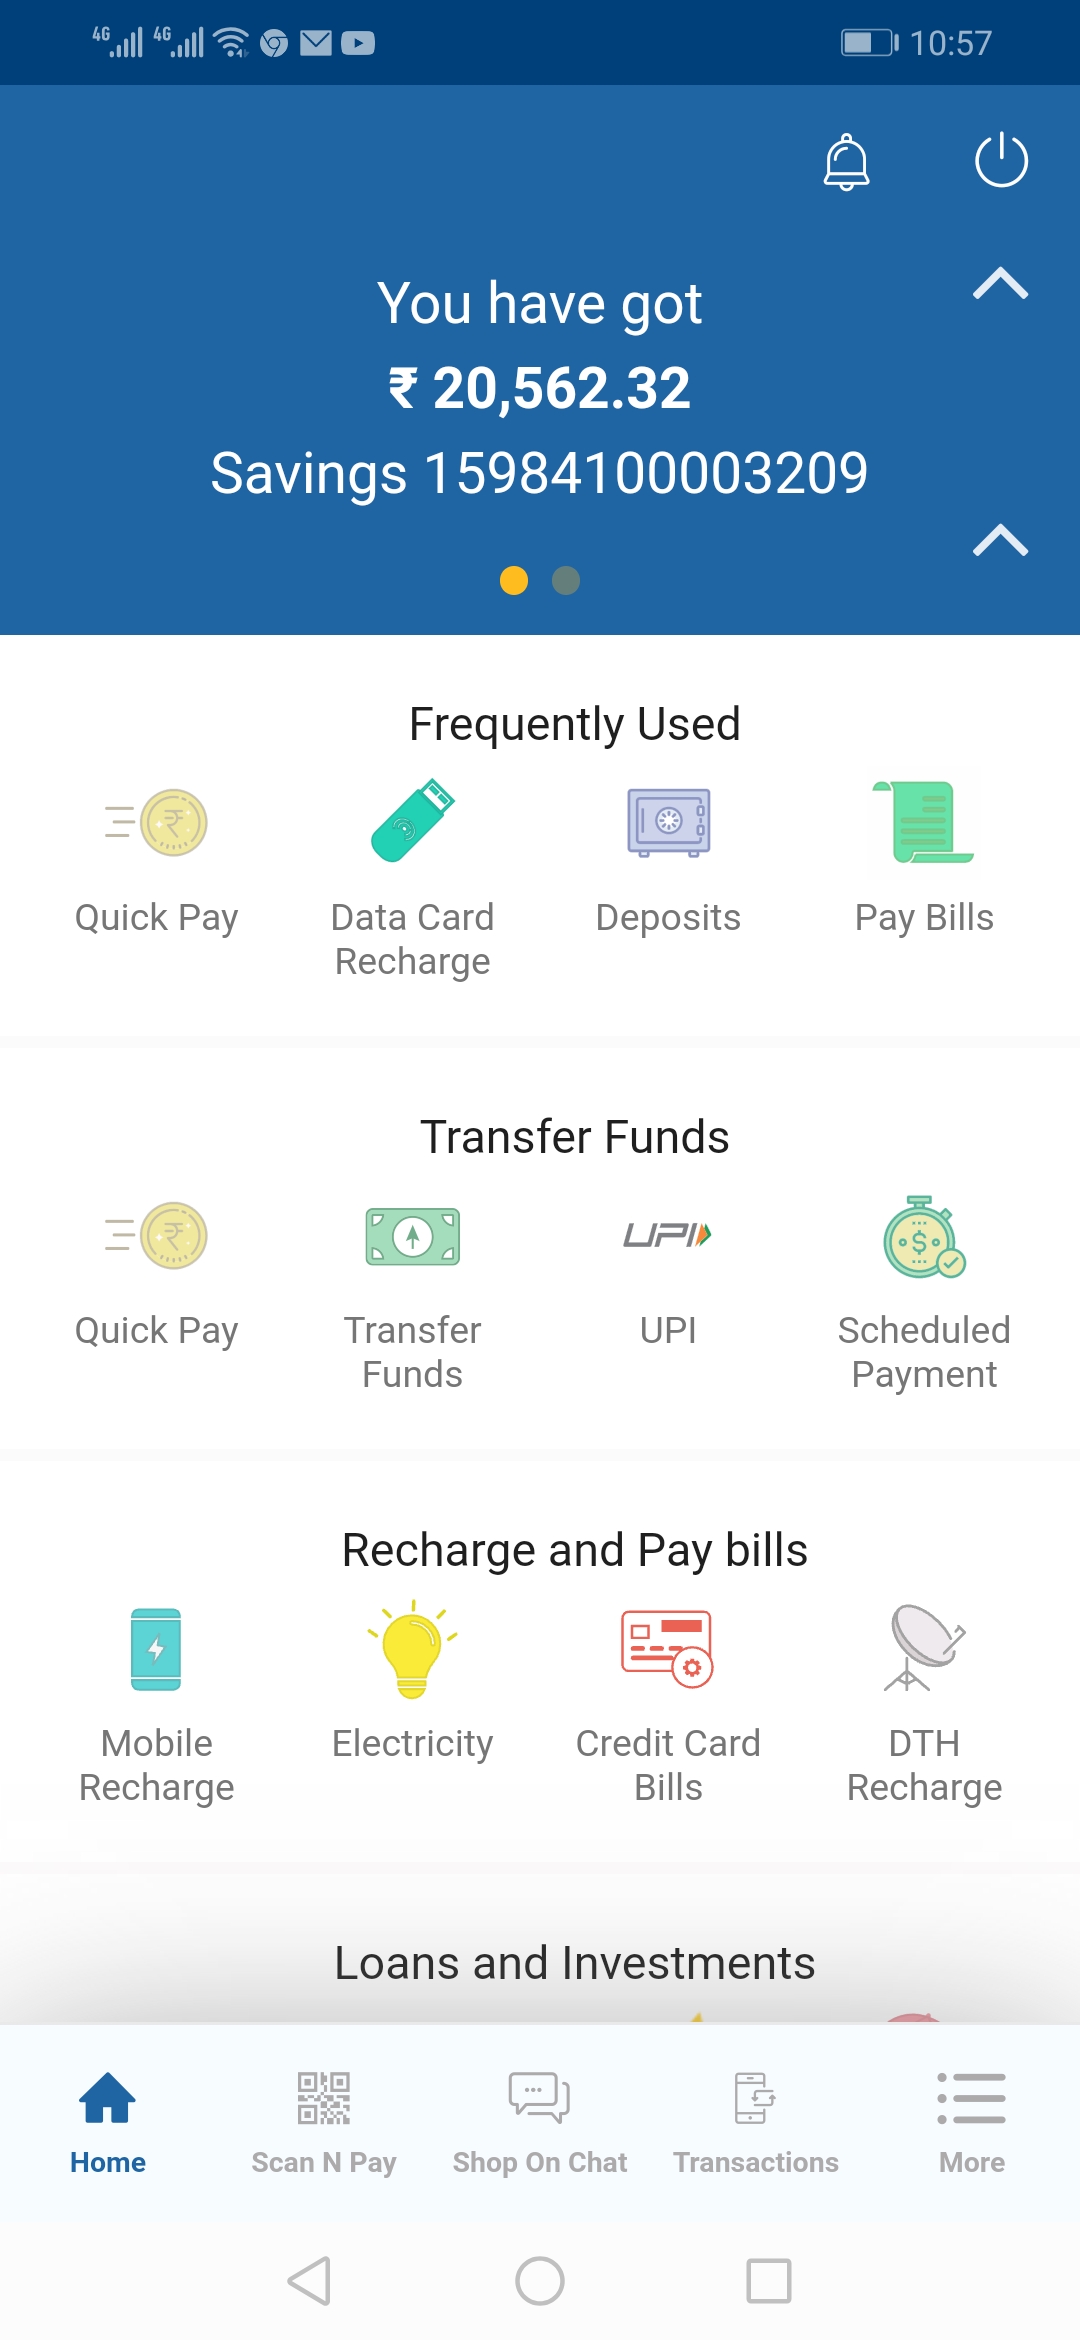 4G 4G 10:57
You have got
₹ 20,562.32
Savings 15984100003209
Frequently Used
Quick Pay
Data Card
Recharge
Deposits
Pay Bills
Transfer Funds
Quick Pay
Transfer
Funds
UPI
UPI
Scheduled
Payment
Recharge and Pay bills
Mobile
Recharge
Electricity
Credit Card
Bills
DTH
Recharge
Loans and Investments
Home
Scan N Pay
Shop On Chat
Transactions
More